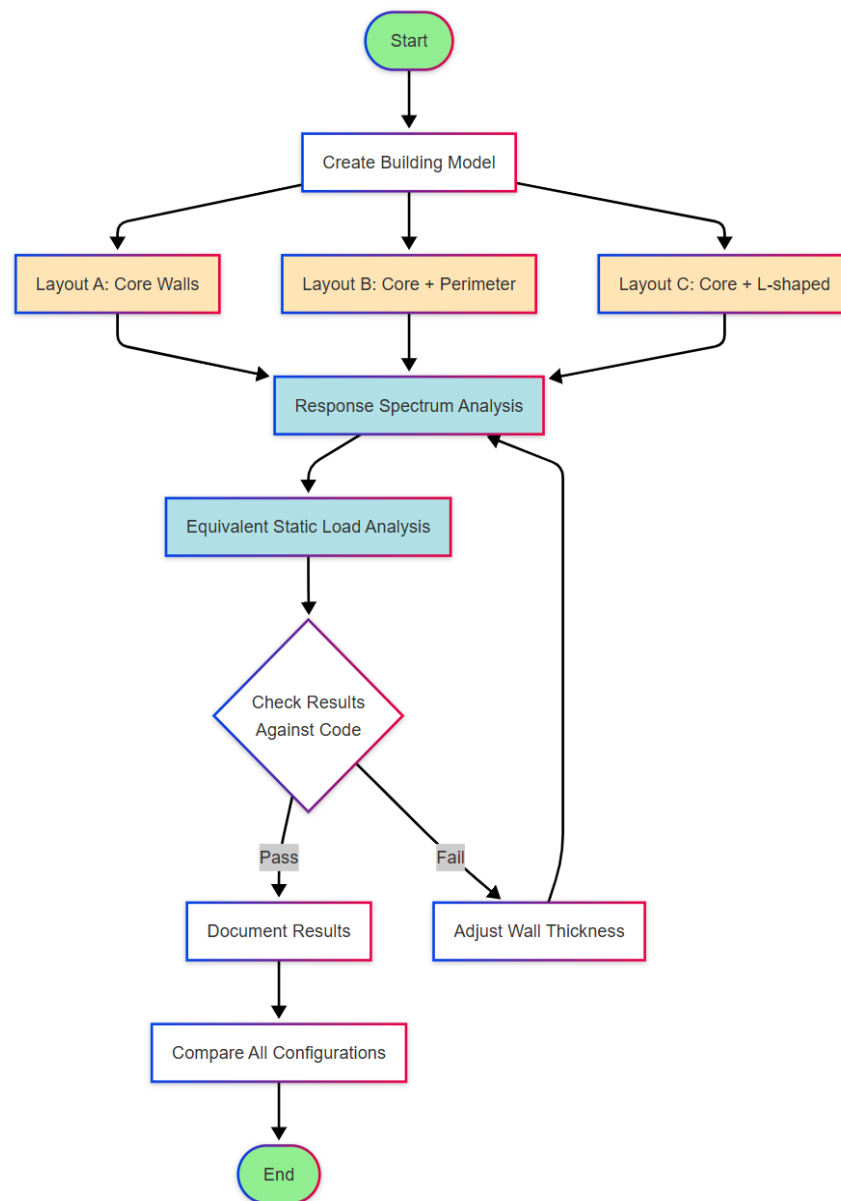 Start
Create Building Model
Layout A: Core Walls
Layout B: Core + Perimeter
Layout C: Core + L-shaped
Response Spectrum Analysis
Equivalent Static Load Analysis
Check Results
Against Code
Pass
Fail
Document Results
Adjust Wall Thickness
Compare All Configurations
End